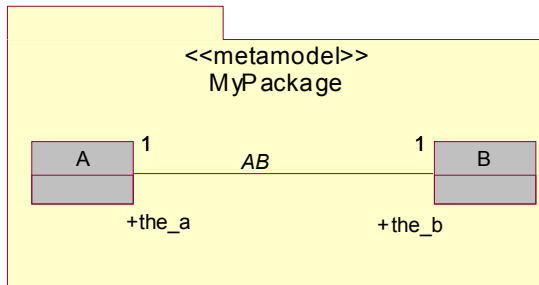 <<metamodel>>
MyPackage
1 1
A AB B
+the_a +the_b